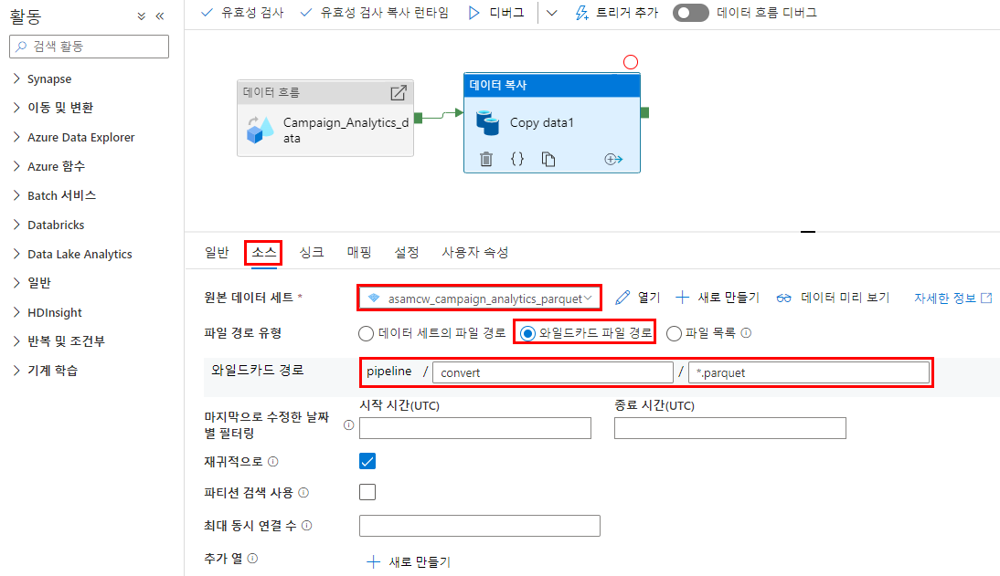 활동
검색 활동
Synapse
이동 및 변환
Azure Data Explorer
Azure 함수
Batch 서비스
Databricks
Data Lake Analytics
일반
HDInsight
반복 및 조건부
기계 학습
유효성 검사 유효성 검사 복사 런타임 디버그 트리거 추가 데이터 흐름 디버그
데이터 흐름
Campaign_Analytics_d
ata
데이터 복사
Copy data1
일반 소스 싱크 매핑 설정 사용자 속성
원본 데이터 세트 * asamcw_campaign_analytics_parquet 열기 새로 만들기 데이터 미리 보기 자세한 정보
파일 경로 유형 데이터 세트의 파일 경로 와일드카드 파일 경로 파일 목록
와일드카드 경로 pipeline / convert / *.parquet
시작 시간(UTC) 종료 시간(UTC)
마지막으로 수정한 날짜
별 필터링
재귀적으로
파티션 검색 사용
최대 동시 연결 수
추가 열 새로 만들기